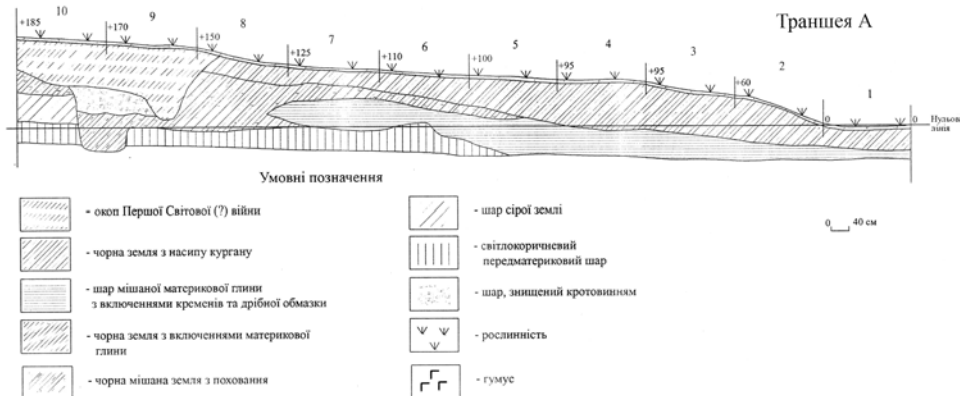 Траншея А
10 9 8 7 6 5 4 3 2 1
+185 +170 +150 +125 +110 +100 +95 +95 +60 0 0
Нульова
лінія
Умовні позначення
- окоп Першої Світової (?) війни
- чорна земля з насипу кургану
- шар мішаної материкової глини
з включеннями кременів та дрібної обмазки
- чорна земля з включеннями материкової
глини
- чорна мішана земля з поховання
- шар сірої землі
- світлокоричневий
передматериковий шар
- шар, знищений кротовинням
- рослинність
- гумус
0 40 см